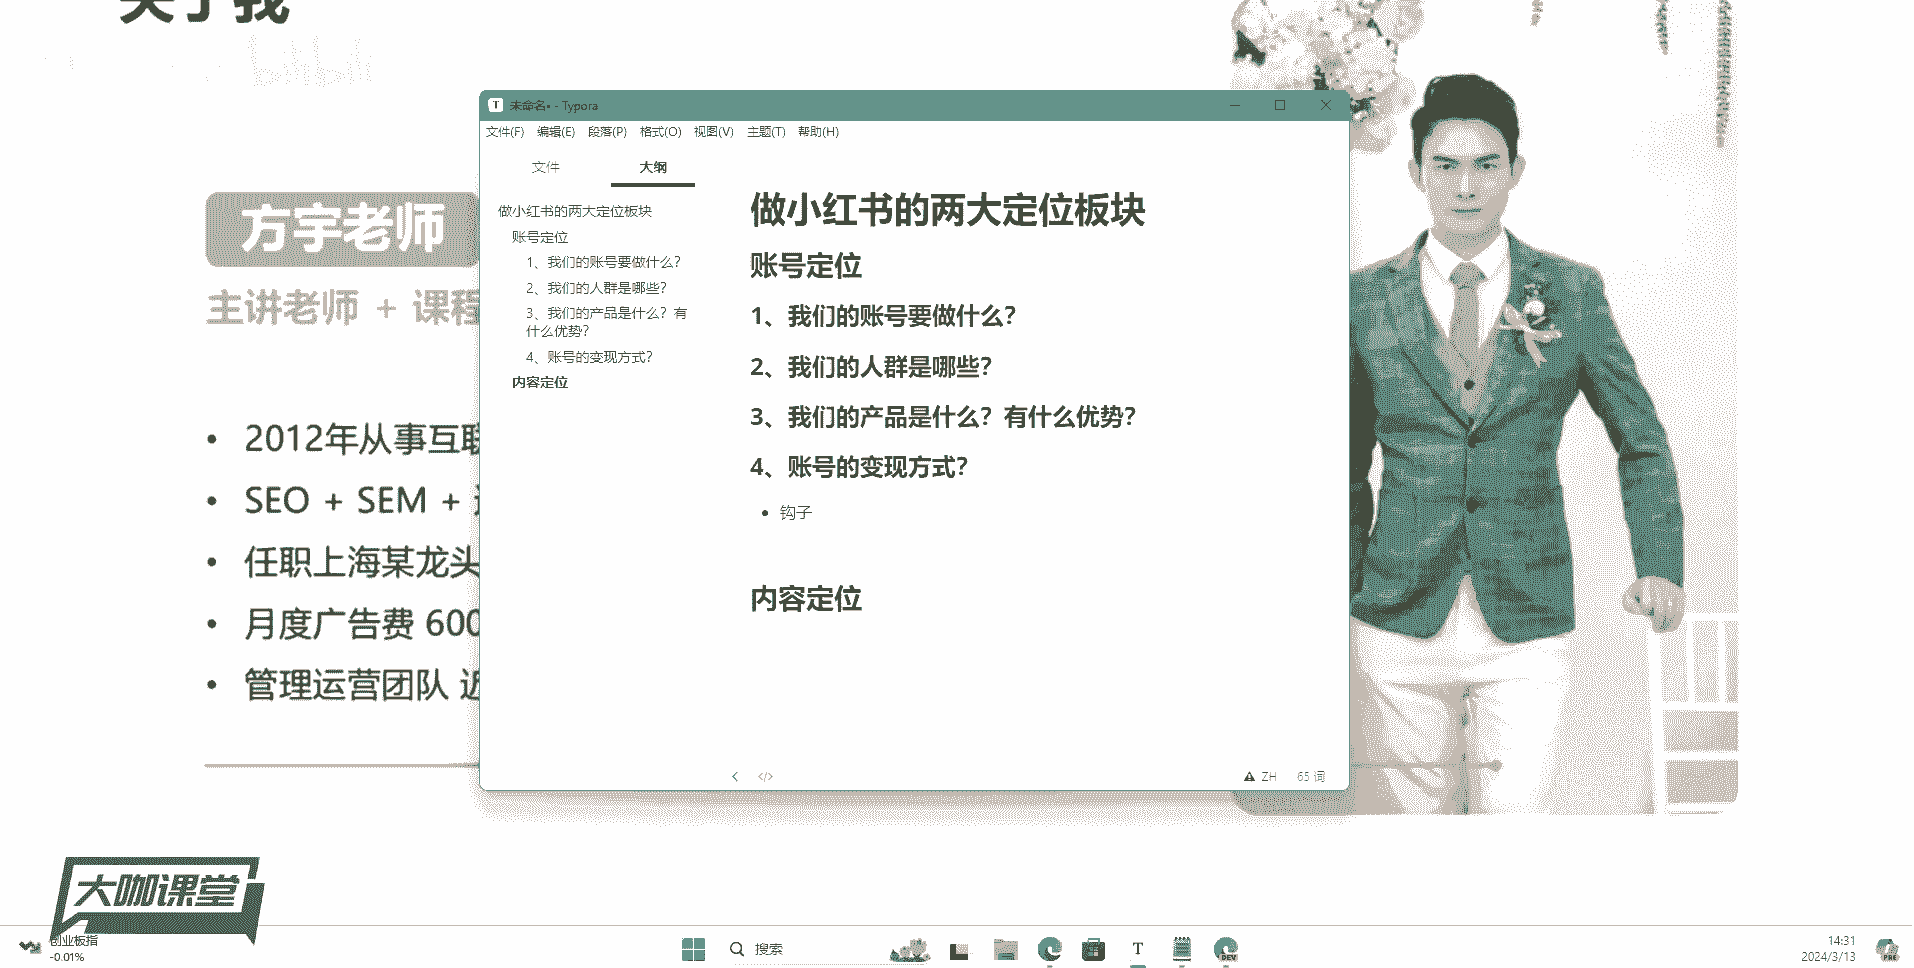 关于我
bilibili
方宇老师
主讲老师 + 课程
2012年从事互联
SEO + SEM +
任职上海某龙头
月度广告费 600
管理运营团队 近
未命名• - Typora
文件(F) 编辑(E) 段落(P) 格式(O) 视图(V) 主题(T) 帮助(H)
文件 大纲
做小红书的两大定位板块
账号定位
1、我们的账号要做什么？
2、我们的人群是哪些？
3、我们的产品是什么？有
什么优势？
4、账号的变现方式？
内容定位
做小红书的两大定位板块
账号定位
1、我们的账号要做什么？
2、我们的人群是哪些？
3、我们的产品是什么？有什么优势？
4、账号的变现方式？
钩子
内容定位
ZH 65 词
大咖课堂
创业板指
-0.01%
搜索
DEV
14:31
2024/3/13
PRE